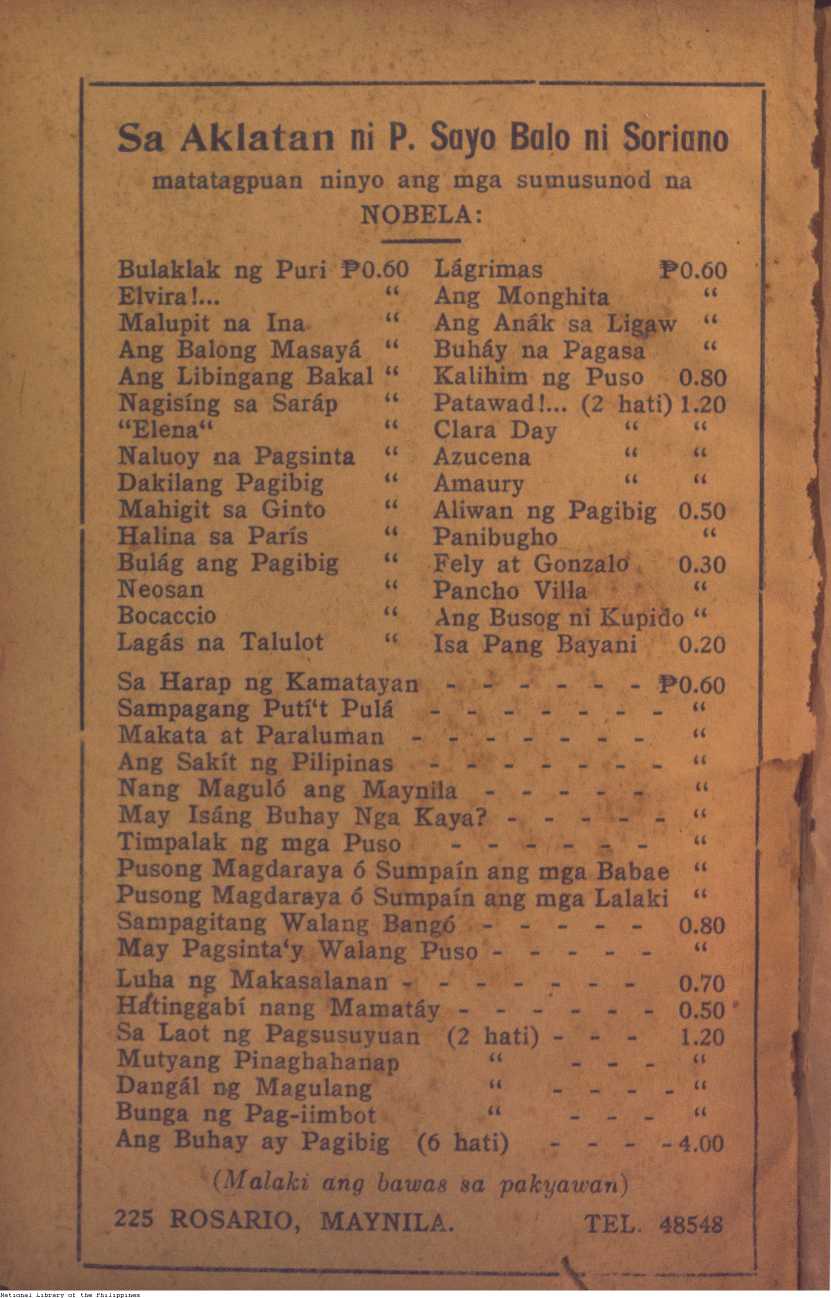 Sa Aklatan ni P. Sayo Balo ni Soriano
matatagpuan ninyo ang mga sumusunod na
NOBELA:
Bulaklak ng Puri ₱0.60
Elvira!... “
Malupit na Ina “
Ang Balong Masayá “
Ang Libingang Bakal “
Nagisíng sa Saráp “
“Elena“ “
Naluoy na Pagsinta “
Dakilang Pagibig “
Mahigit sa Ginto “
Halina sa París “
Bulág ang Pagibig “
Neosan “
Bocaccio “
Lagás na Talulot “
Lágrimas ₱0.60
Ang Monghita “
Ang Anák sa Ligaw “
Buháy na Pagasa “
Kalihim ng Puso 0.80
Patawad!... (2 hati) 1.20
Clara Day “ “
Azucena “ “
Amaury “ “
Aliwan ng Pagibig 0.50
Panibugho “
Fely at Gonzalo 0.30
Pancho Villa “
Ang Busog ni Kupido “
Isa Pang Bayani 0.20
Sa Harap ng Kamatayan - - - - - - ₱0.60
Sampagang Putí‘t Pulá - - - - - - - “
Makata at Paraluman - - - - - - - “
Ang Sakít ng Pilipinas - - - - - - - “
Nang Maguló ang Maynila - - - - - “
May Isáng Buhay Nga Kaya? - - - - - “
Timpalak ng mga Puso - - - - - - “
Pusong Magdaraya ó Sumpaín ang mga Babae “
Pusong Magdaraya ó Sumpaín ang mga Lalaki “
Sampagitang Walang Bangó - - - - - 0.80
May Pagsinta‘y Walang Puso - - - - - “
Luha ng Makasalanan - - - - - - - 0.70
Hátinggabí nang Mamatáy - - - - - - 0.50
Sa Laot ng Pagsusuyuan (2 hati) - - - 1.20
Mutyang Pinaghahanap “ - - - “
Dangál ng Magulang “ - - - - “
Bunga ng Pag-iimbot “ - - - “
Ang Buhay ay Pagibig (6 hati) - - - - 4.00
(Malaki ang bawas sa pakyawan)
225 ROSARIO, MAYNILA. TEL. 48548
National Library of the Philippines